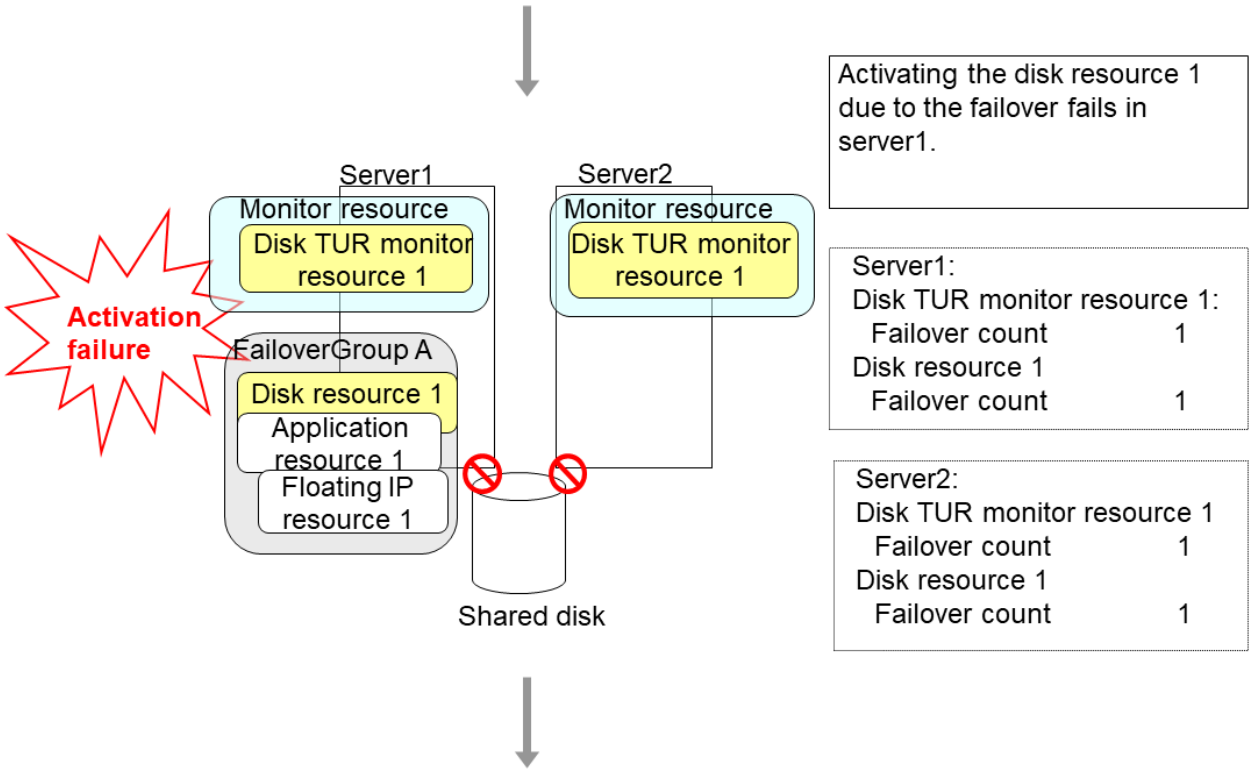 Activating the disk resource 1
due to the failover fails in
server1.
Server1
Server2
Monitor resource
Disk TUR monitor
resource 1
Monitor resource
Disk TUR monitor
resource 1
Activation
failure
FailoverGroup A
Disk resource 1
Application
resource 1
Floating IP
resource 1
Shared disk
Server1:
Disk TUR monitor resource 1:
Failover count 1
Disk resource 1
Failover count 1
Server2:
Disk TUR monitor resource 1
Failover count 1
Disk resource 1
Failover count 1